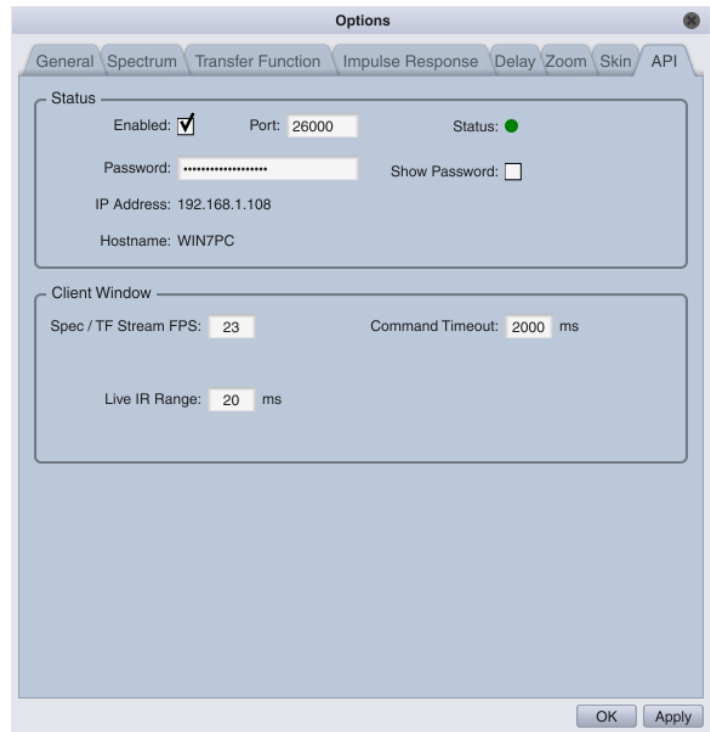 Options
General Spectrum Transfer Function Impulse Response Delay Zoom Skin API
Status
Enabled: Port: 26000 Status:
Password: ••••••••••••••••••• Show Password:
IP Address: 192.168.1.108
Hostname: WIN7PC
Client Window
Spec / TF Stream FPS: 23 Command Timeout: 2000 ms
Live IR Range: 20 ms
OK Apply